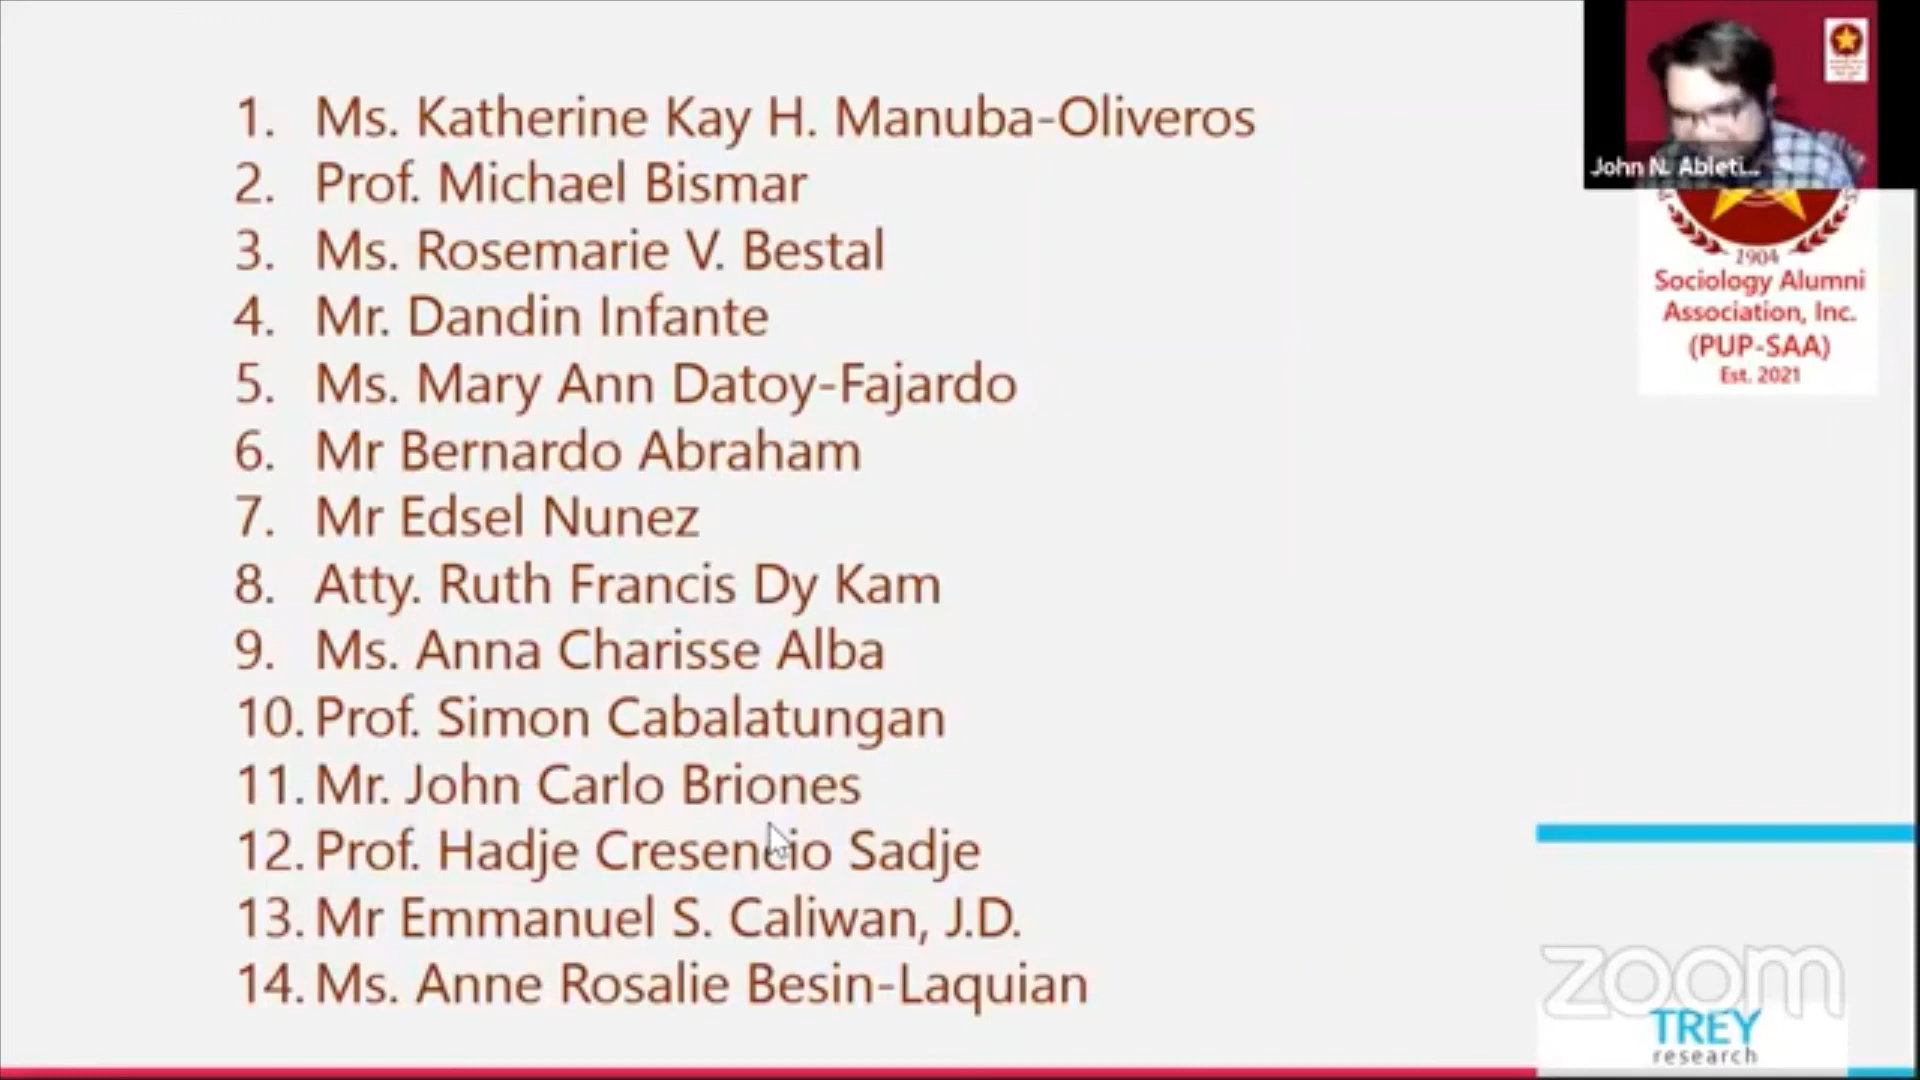 1. Ms. Katherine Kay H. Manuba-Oliveros
2. Prof. Michael Bismar
3. Ms. Rosemarie V. Bestal
4. Mr. Dandin Infante
5. Ms. Mary Ann Datoy-Fajardo
6. Mr Bernardo Abraham
7. Mr Edsel Nunez
8. Atty. Ruth Francis Dy Kam
9. Ms. Anna Charisse Alba
10. Prof. Simon Cabalatungan
11. Mr. John Carlo Briones
12. Prof. Hadje Cresencio Sadje
13. Mr Emmanuel S. Caliwan, J.D.
14. Ms. Anne Rosalie Besin-Laquian
John N. Ableti...
1904
Sociology Alumni
Association, Inc.
(PUP-SAA)
Est. 2021
zoom
TREY
research